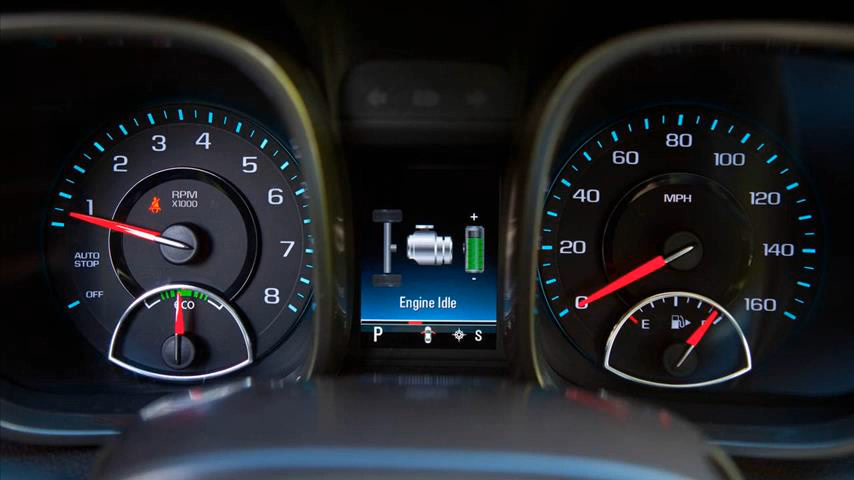 1 2 3 4 5 6 7 8
RPM
X1000
AUTO
STOP
OFF
eco
+
-
Engine Idle
P S
0 20 40 60 80 100 120 140 160
MPH
E F